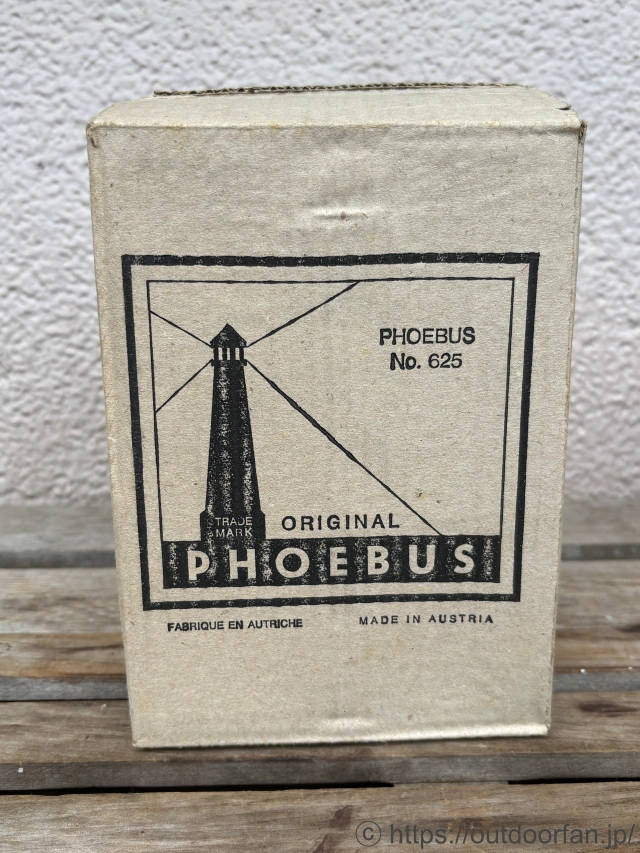 PHOEBUS
No. 625
TRADE
MARK
ORIGINAL
PHOEBUS
FABRIQUE EN AUTRICHE
MADE IN AUSTRIA
© https://outdoorfan.jp/